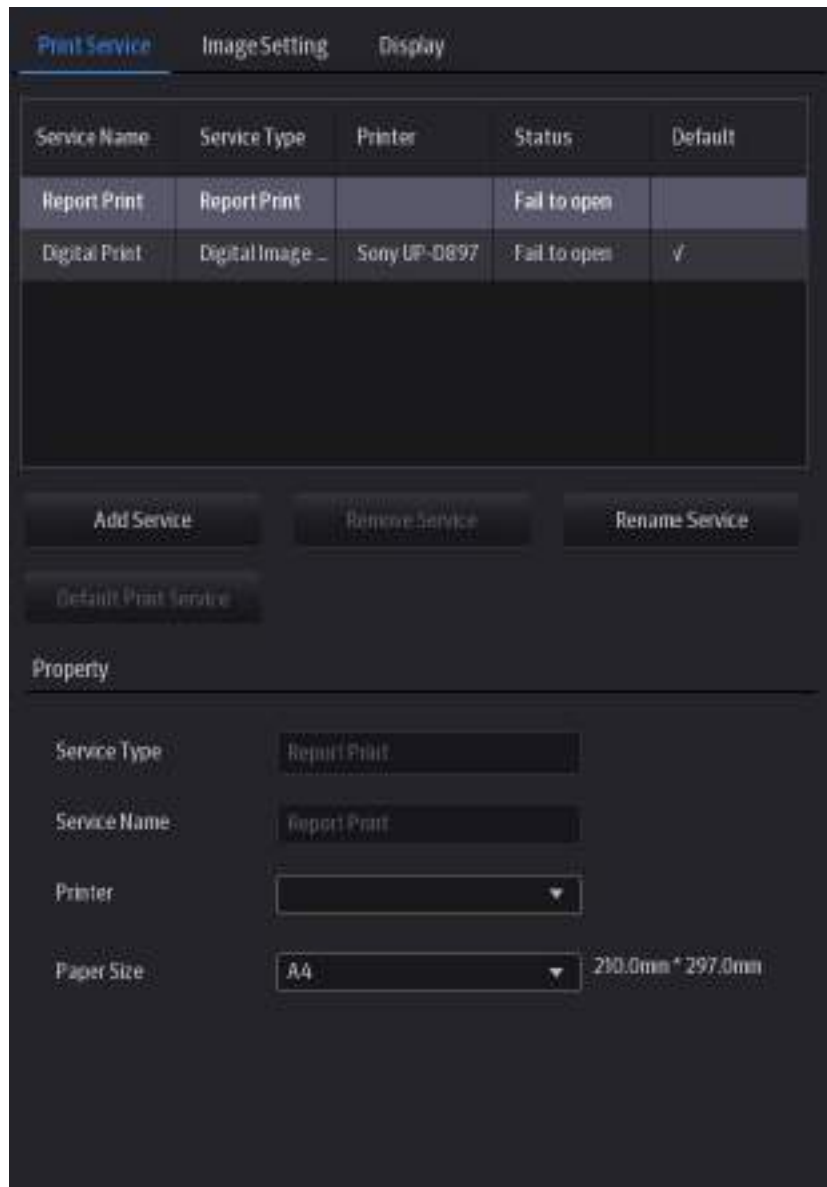 Print Service Image Setting Display
Service Name Service Type Printer Status Default
Report Print Report Print Fail to open
Digital Print Digital Image ... Sony UP-D897 Fail to open √
Add Service Remove Service Rename Service
Default Print Service
Property
Service Type Report Print
Service Name Report Print
Printer
Paper Size A4 210.0mm * 297.0mm